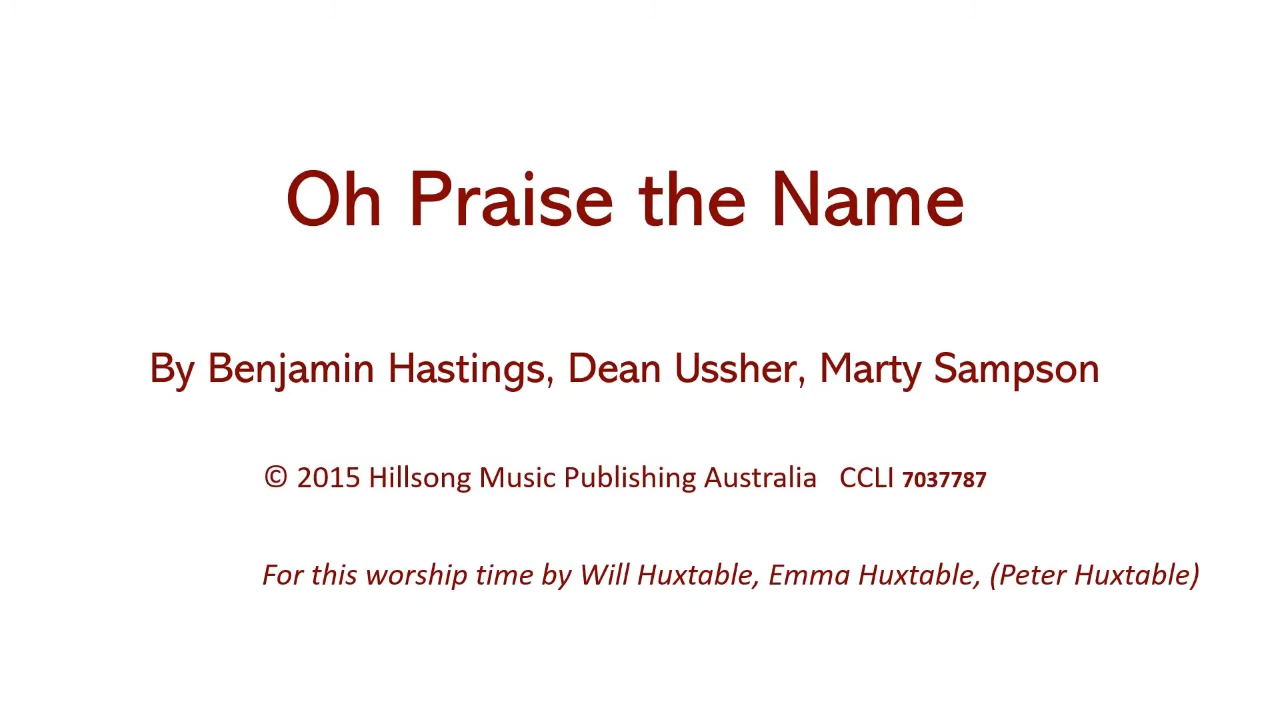 Oh Praise the Name
By Benjamin Hastings, Dean Ussher, Marty Sampson
© 2015 Hillsong Music Publishing Australia CCLI 7037787
For this worship time by Will Huxtable, Emma Huxtable, (Peter Huxtable)